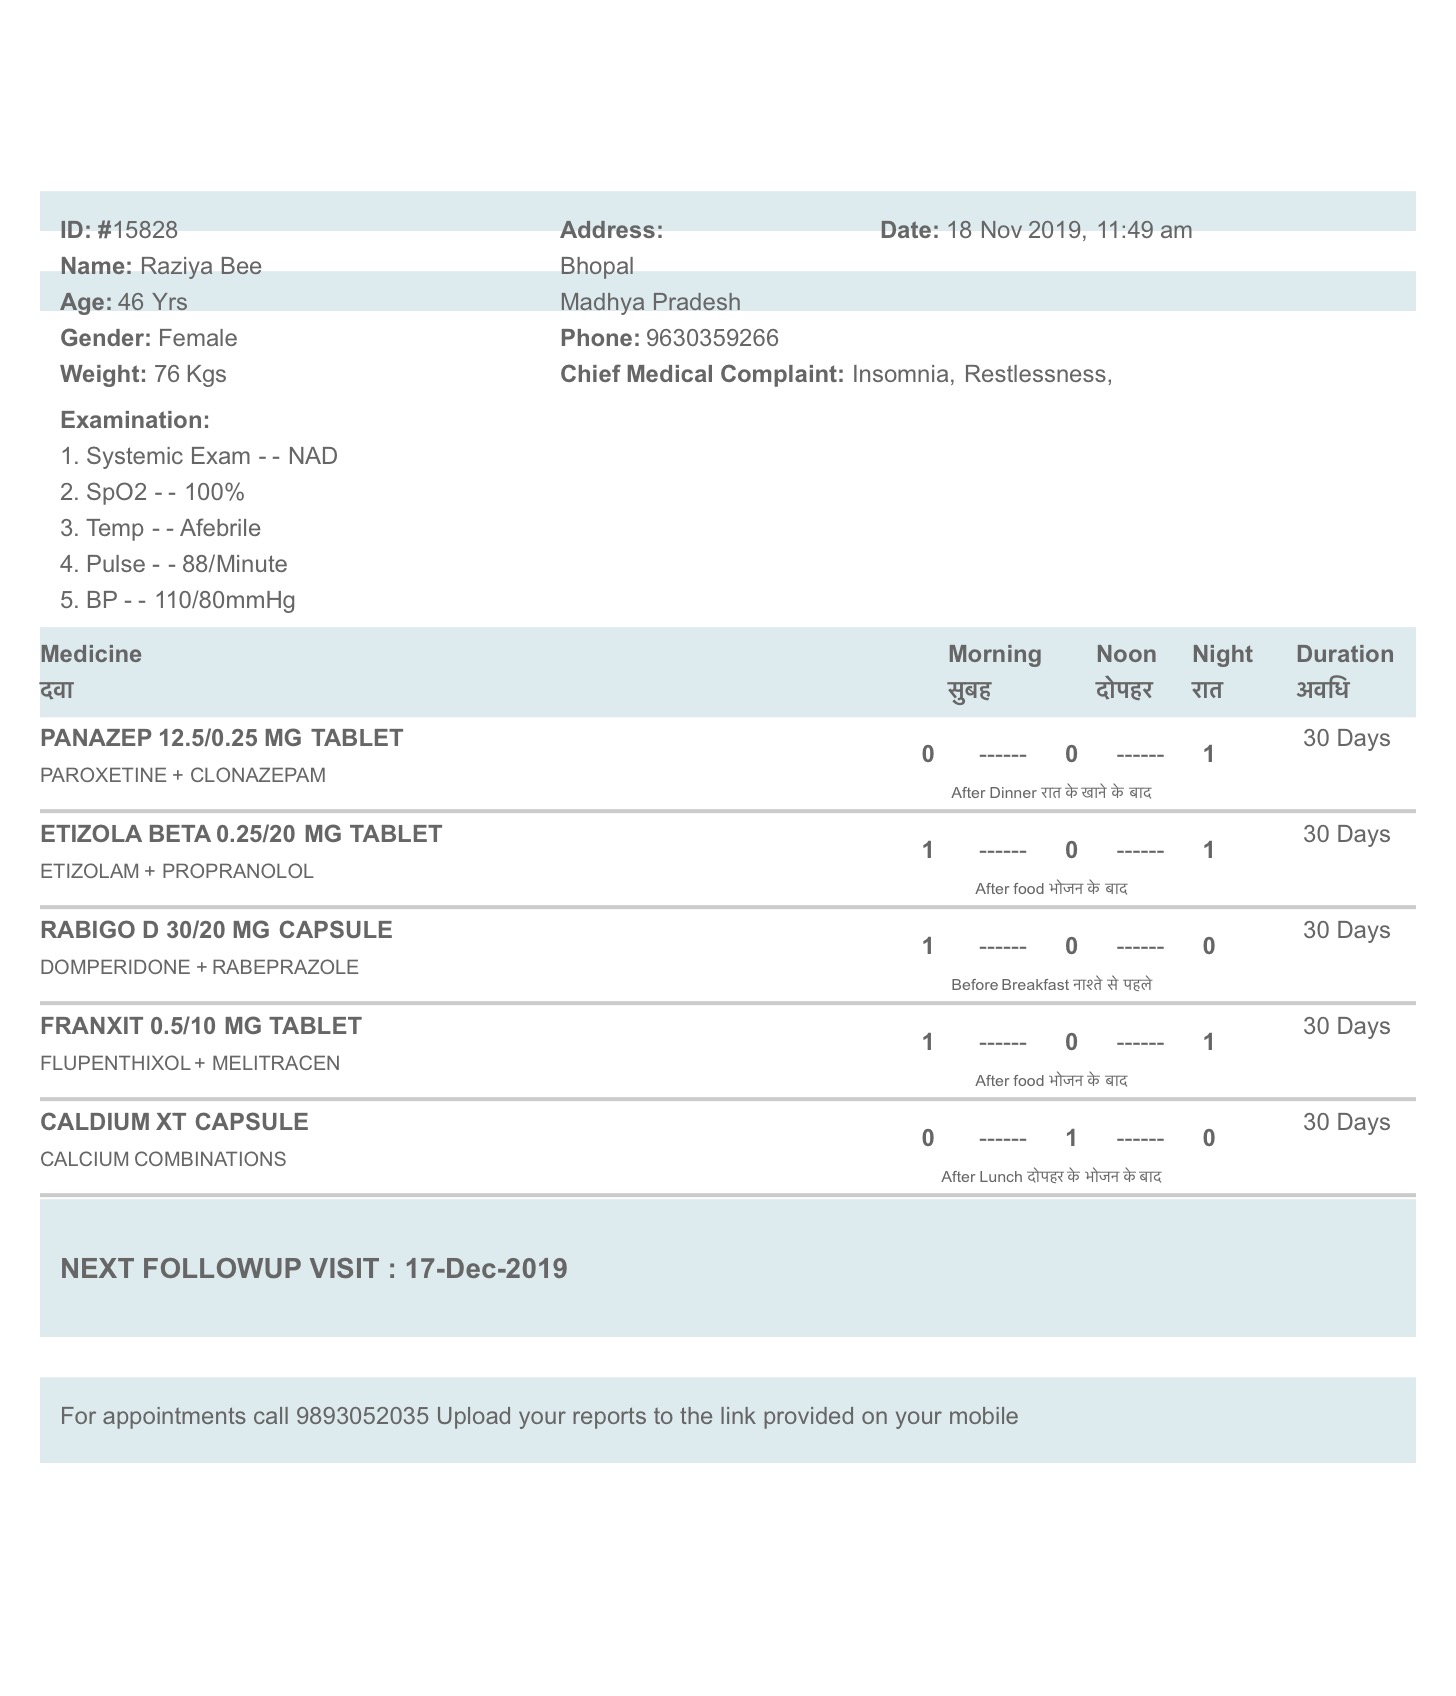 ID: #15828 Address: Date: 18 Nov 2019, 11:49 am
Name: Raziya Bee Bhopal
Age: 46 Yrs Madhya Pradesh
Gender: Female Phone: 9630359266
Weight: 76 Kgs Chief Medical Complaint: Insomnia, Restlessness,
Examination:
1. Systemic Exam - - NAD
2. SpO2 - - 100%
3. Temp - - Afebrile
4. Pulse - - 88/Minute
5. BP - - 110/80mmHg
Medicine Morning Noon Night Duration
दवा सुबह दोपहर रात अवधि
PANAZEP 12.5/0.25 MG TABLET 30 Days
0 ------ 0 ------ 1
PAROXETINE + CLONAZEPAM
After Dinner रात के खाने के बाद
ETIZOLA BETA 0.25/20 MG TABLET 30 Days
1 ------ 0 ------ 1
ETIZOLAM + PROPRANOLOL
After food भोजन के बाद
RABIGO D 30/20 MG CAPSULE 30 Days
1 ------ 0 ------ 0
DOMPERIDONE + RABEPRAZOLE
Before Breakfast नाश्ते से पहले
FRANXIT 0.5/10 MG TABLET 30 Days
1 ------ 0 ------ 1
FLUPENTHIXOL + MELITRACEN
After food भोजन के बाद
CALDIUM XT CAPSULE 30 Days
0 ------ 1 ------ 0
CALCIUM COMBINATIONS
After Lunch दोपहर के भोजन के बाद
NEXT FOLLOWUP VISIT : 17-Dec-2019
For appointments call 9893052035 Upload your reports to the link provided on your mobile